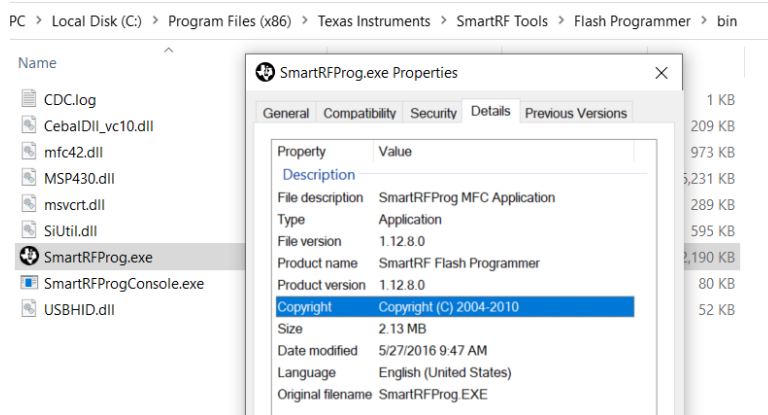 PC > Local Disk (C:) > Program Files (x86) > Texas Instruments > SmartRF Tools > Flash Programmer > bin
Name
SmartRFProg.exe Properties
General Compatibility Security Details Previous Versions
Property Value
Description
File description SmartRFProg MFC Application
Type Application
File version 1.12.8.0
Product name SmartRF Flash Programmer
Product version 1.12.8.0
Copyright Copyright (C) 2004-2010
Size 2.13 MB
Date modified 5/27/2016 9:47 AM
Language English (United States)
Original filename SmartRFProg.EXE
CDC.log 1 KB
CebalDll_vc10.dll 209 KB
mfc42.dll 973 KB
MSP430.dll ,231 KB
msvcrt.dll 289 KB
SiUtil.dll 595 KB
SmartRFProg.exe 2,190 KB
SmartRFProgConsole.exe 80 KB
USBHID.dll 52 KB